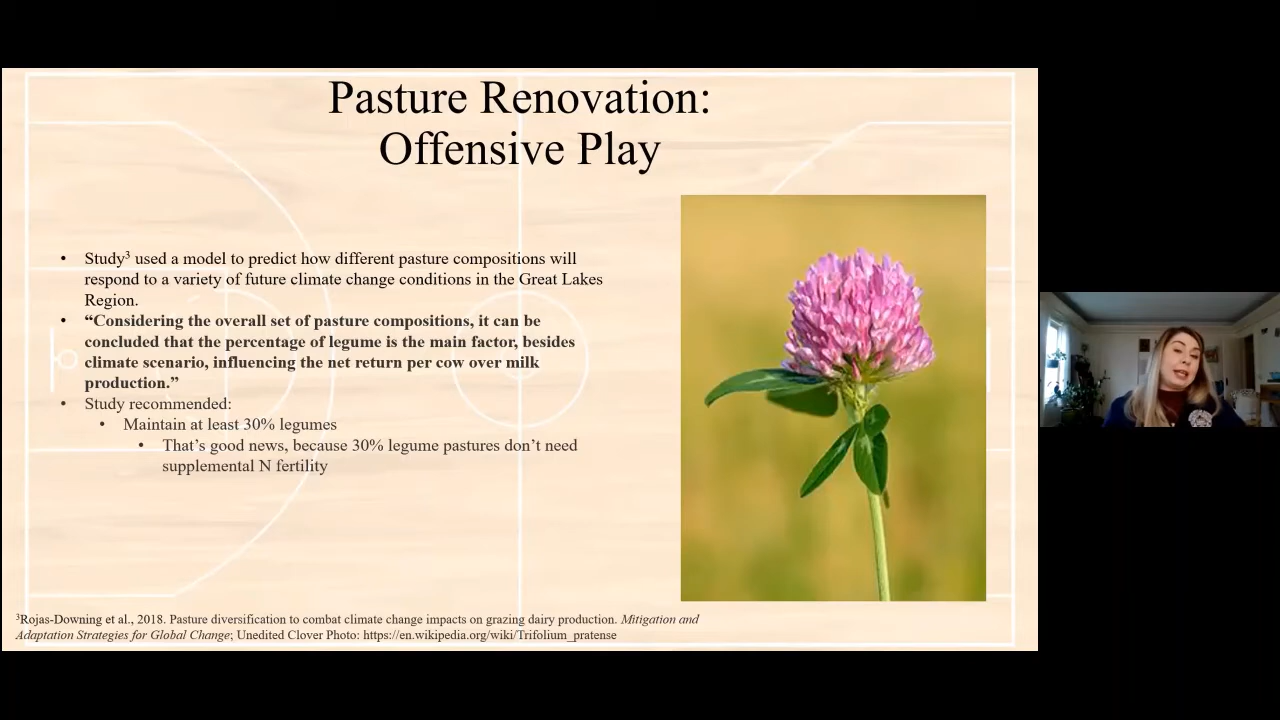 Pasture Renovation:
Offensive Play
• Study³ used a model to predict how different pasture compositions will
respond to a variety of future climate change conditions in the Great Lakes
Region.
• “Considering the overall set of pasture compositions, it can be
concluded that the percentage of legume is the main factor, besides
climate scenario, influencing the net return per cow over milk
production.”
• Study recommended:
• Maintain at least 30% legumes
• That’s good news, because 30% legume pastures don’t need
supplemental N fertility
³Rojas-Downing et al., 2018. Pasture diversification to combat climate change impacts on grazing dairy production. Mitigation and
Adaptation Strategies for Global Change; Unedited Clover Photo: https://en.wikipedia.org/wiki/Trifolium_pratense